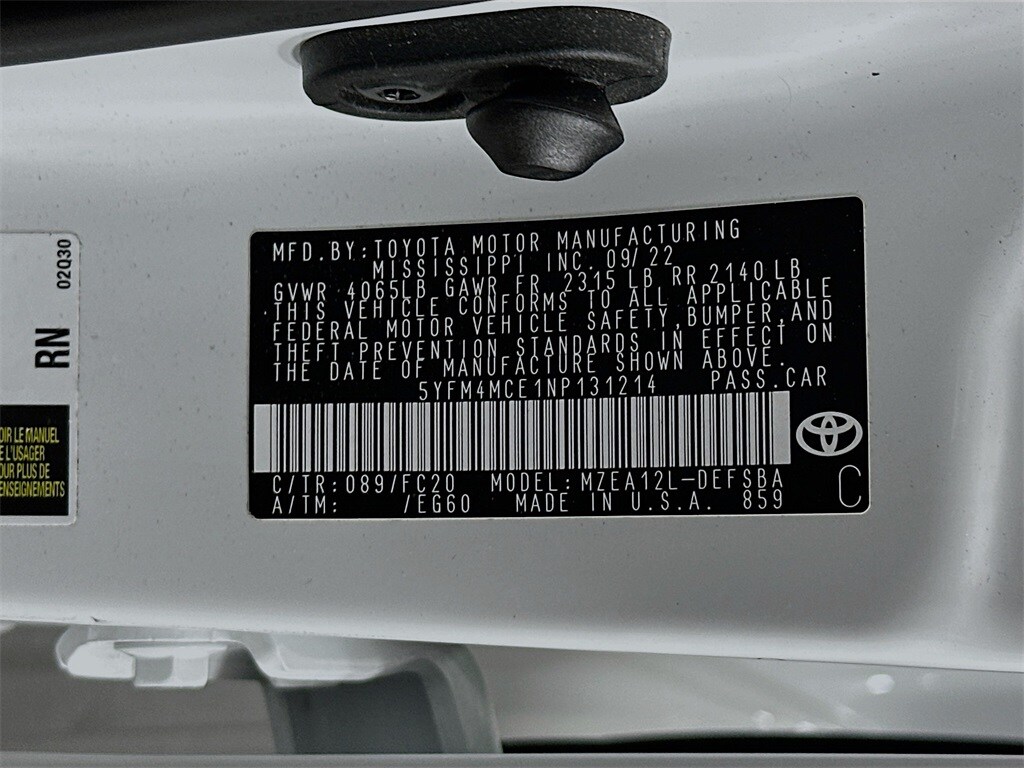 MFD.BY:TOYOTA MOTOR MANUFACTURING
MISSISSIPPI INC. 09/22
GVWR 4065LB GAWR FR 2315 LB RR 2140 LB
THIS VEHICLE CONFORMS TO ALL APPLICABLE
FEDERAL MOTOR VEHICLE SAFETY,BUMPER,AND
THEFT PREVENTION STANDARDS IN EFFECT ON
THE DATE OF MANUFACTURE SHOWN ABOVE.
5YFM4MCE1NP131214 PASS.CAR
C/TR:089/FC20 MODEL:MZEA12L-DEFSBA
A/TM: /EG60 MADE IN U.S.A. 859
C
02Q30
RN
OIR LE MANUEL
E L'USAGER
OUR PLUS DE
ENSEIGNEMENTS